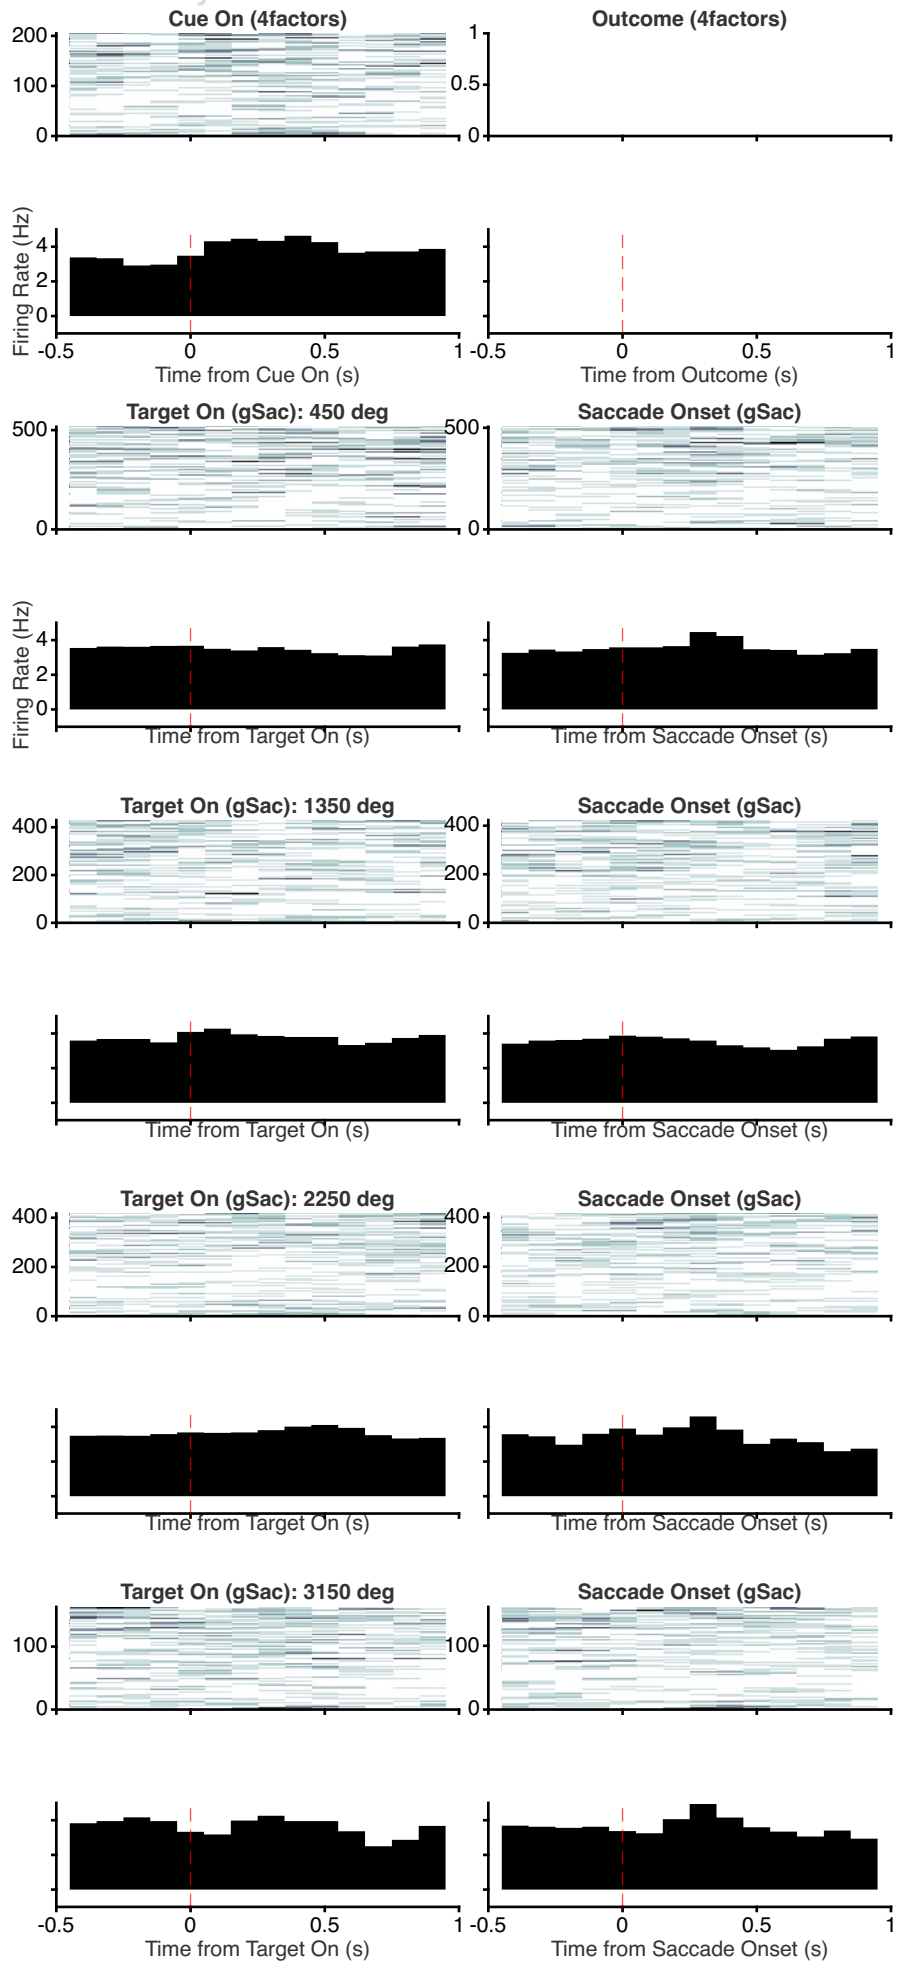 Cue On (4factors) Outcome (4factors)
200 1
100 0.5
0 0
Firing Rate (Hz)
4
2
0
-0.5 0 0.5 1 -0.5 0 0.5 1
Time from Cue On (s) Time from Outcome (s)
Target On (gSac): 450 deg Saccade Onset (gSac)
500 500
0 0
Firing Rate (Hz)
4
2
0
Time from Target On (s) Time from Saccade Onset (s)
Target On (gSac): 1350 deg Saccade Onset (gSac)
400 400
200 200
0 0
Time from Target On (s) Time from Saccade Onset (s)
Target On (gSac): 2250 deg Saccade Onset (gSac)
400 400
200 200
0 0
Time from Target On (s) Time from Saccade Onset (s)
Target On (gSac): 3150 deg Saccade Onset (gSac)
100 100
0 0
-0.5 0 0.5 1 -0.5 0 0.5 1
Time from Target On (s) Time from Saccade Onset (s)